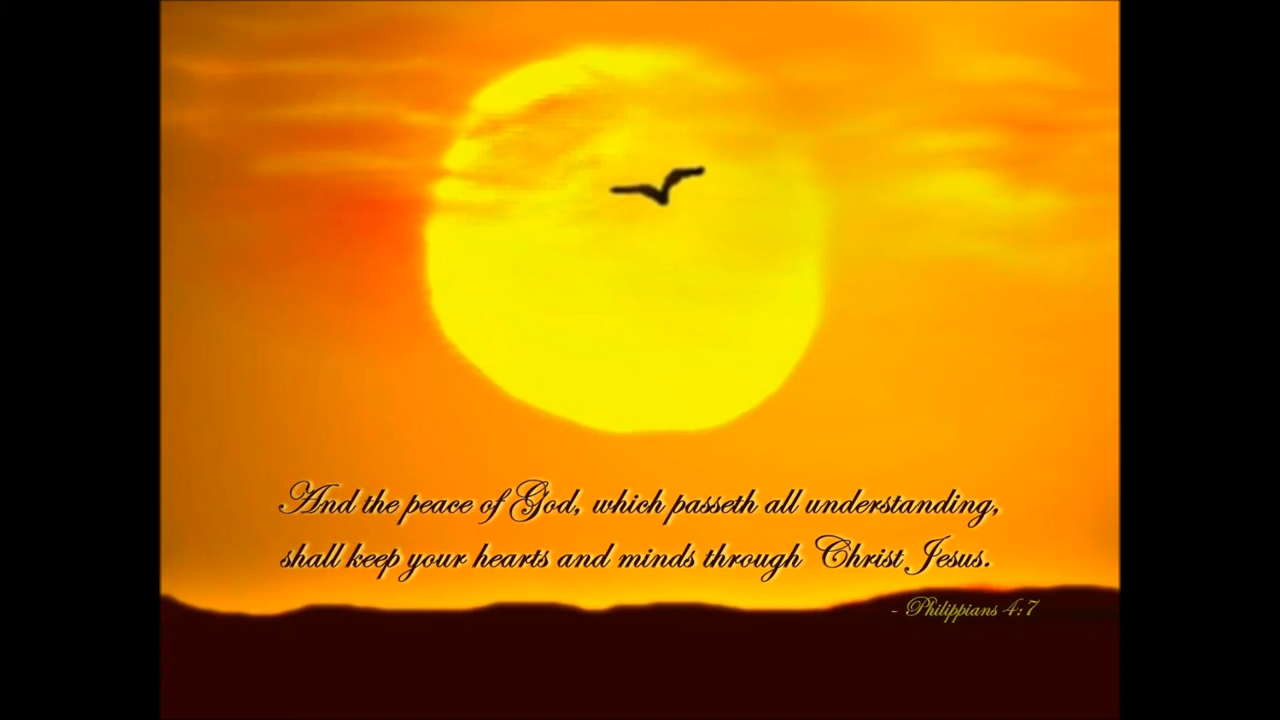 And the peace of God, which passeth all understanding,
shall keep your hearts and minds through Christ Jesus.
- Philippians 4:7